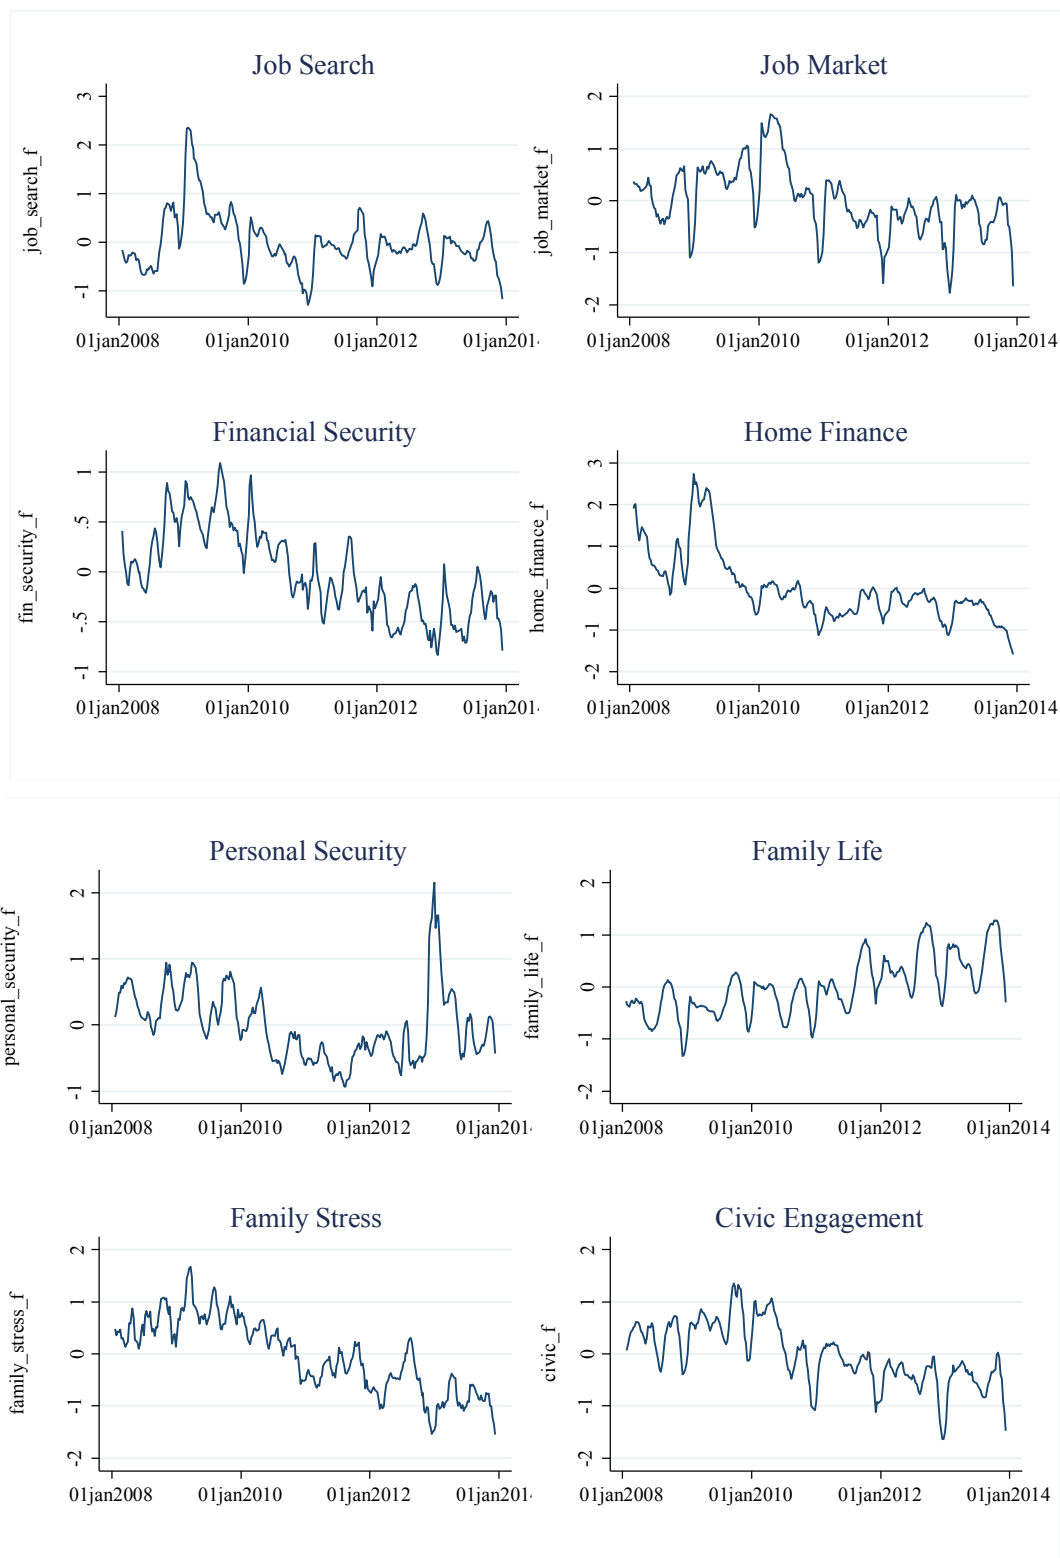 Job Search
job_search_f
3
2
1
0
-1
01jan2008 01jan2010 01jan2012 01jan201
Job Market
job_market_f
2
1
0
-1
-2
01jan2008 01jan2010 01jan2012 01jan2014
Financial Security
fin_security_f
1
.5
0
-.5
-1
01jan2008 01jan2010 01jan2012 01jan201
Home Finance
home_finance_f
3
2
1
0
-1
-2
01jan2008 01jan2010 01jan2012 01jan2014
Personal Security
personal_security_f
2
1
0
-1
01jan2008 01jan2010 01jan2012 01jan201
Family Life
family_life_f
2
1
0
-1
-2
01jan2008 01jan2010 01jan2012 01jan2014
Family Stress
family_stress_f
2
1
0
-1
-2
01jan2008 01jan2010 01jan2012 01jan201
Civic Engagement
civic_f
2
1
0
-1
-2
01jan2008 01jan2010 01jan2012 01jan2014